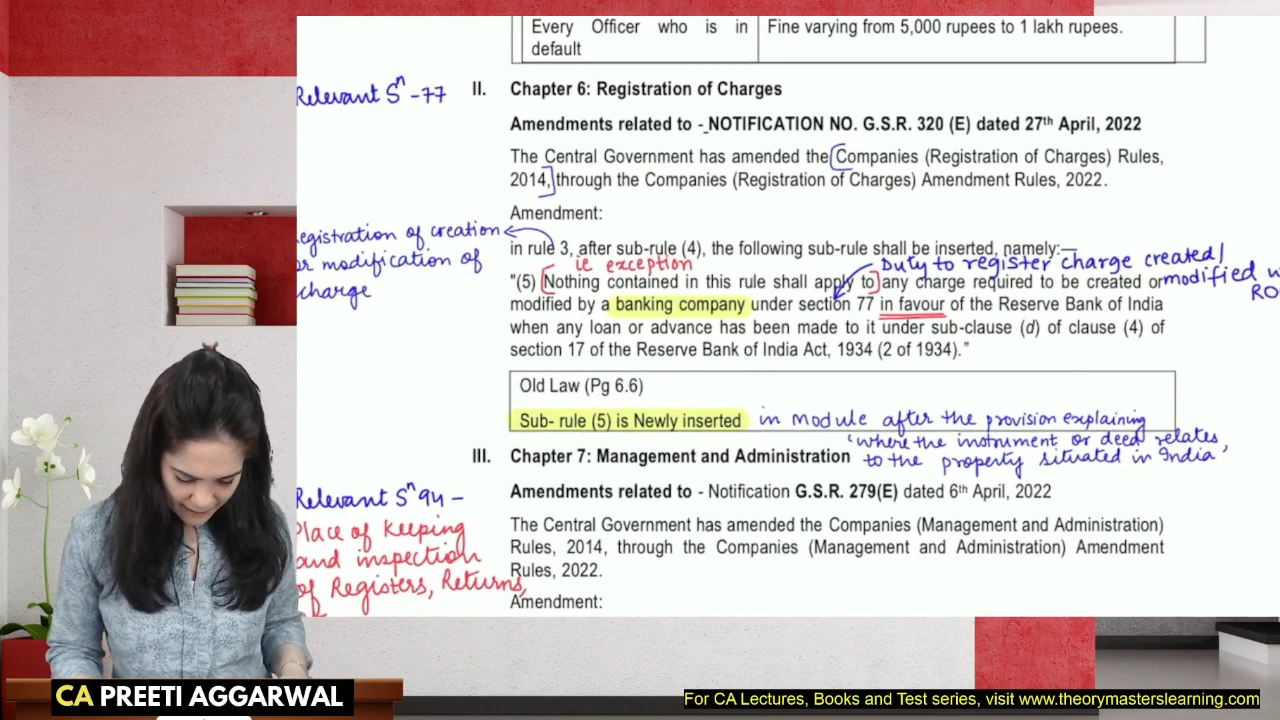 Every Officer who is in
default
Fine varying from 5,000 rupees to 1 lakh rupees.
Relevant Sn -77
II. Chapter 6: Registration of Charges
Amendments related to - NOTIFICATION NO. G.S.R. 320 (E) dated 27th April, 2022
The Central Government has amended the Companies (Registration of Charges) Rules,
2014, through the Companies (Registration of Charges) Amendment Rules, 2022.
Amendment:
egistration of creation
or modification of
charge
in rule 3, after sub-rule (4), the following sub-rule shall be inserted, namely:—
ie exception
Duty to register charge created/
modified w
RO
"(5) Nothing contained in this rule shall apply to any charge required to be created or
modified by a banking company under section 77 in favour of the Reserve Bank of India
when any loan or advance has been made to it under sub-clause (d) of clause (4) of
section 17 of the Reserve Bank of India Act, 1934 (2 of 1934)."
Old Law (Pg 6.6)
Sub- rule (5) is Newly inserted in module after the provision explaining
'where the instrument or deed relates
to the property situated in India'
III. Chapter 7: Management and Administration
Relevant Sn 94 -
Place of keeping
and inspection
of Registers, Returns,
Amendments related to - Notification G.S.R. 279(E) dated 6th April, 2022
The Central Government has amended the Companies (Management and Administration)
Rules, 2014, through the Companies (Management and Administration) Amendment
Rules, 2022.
Amendment:
CA PREETI AGGARWAL
For CA Lectures, Books and Test series, visit www.theorymasterslearning.com